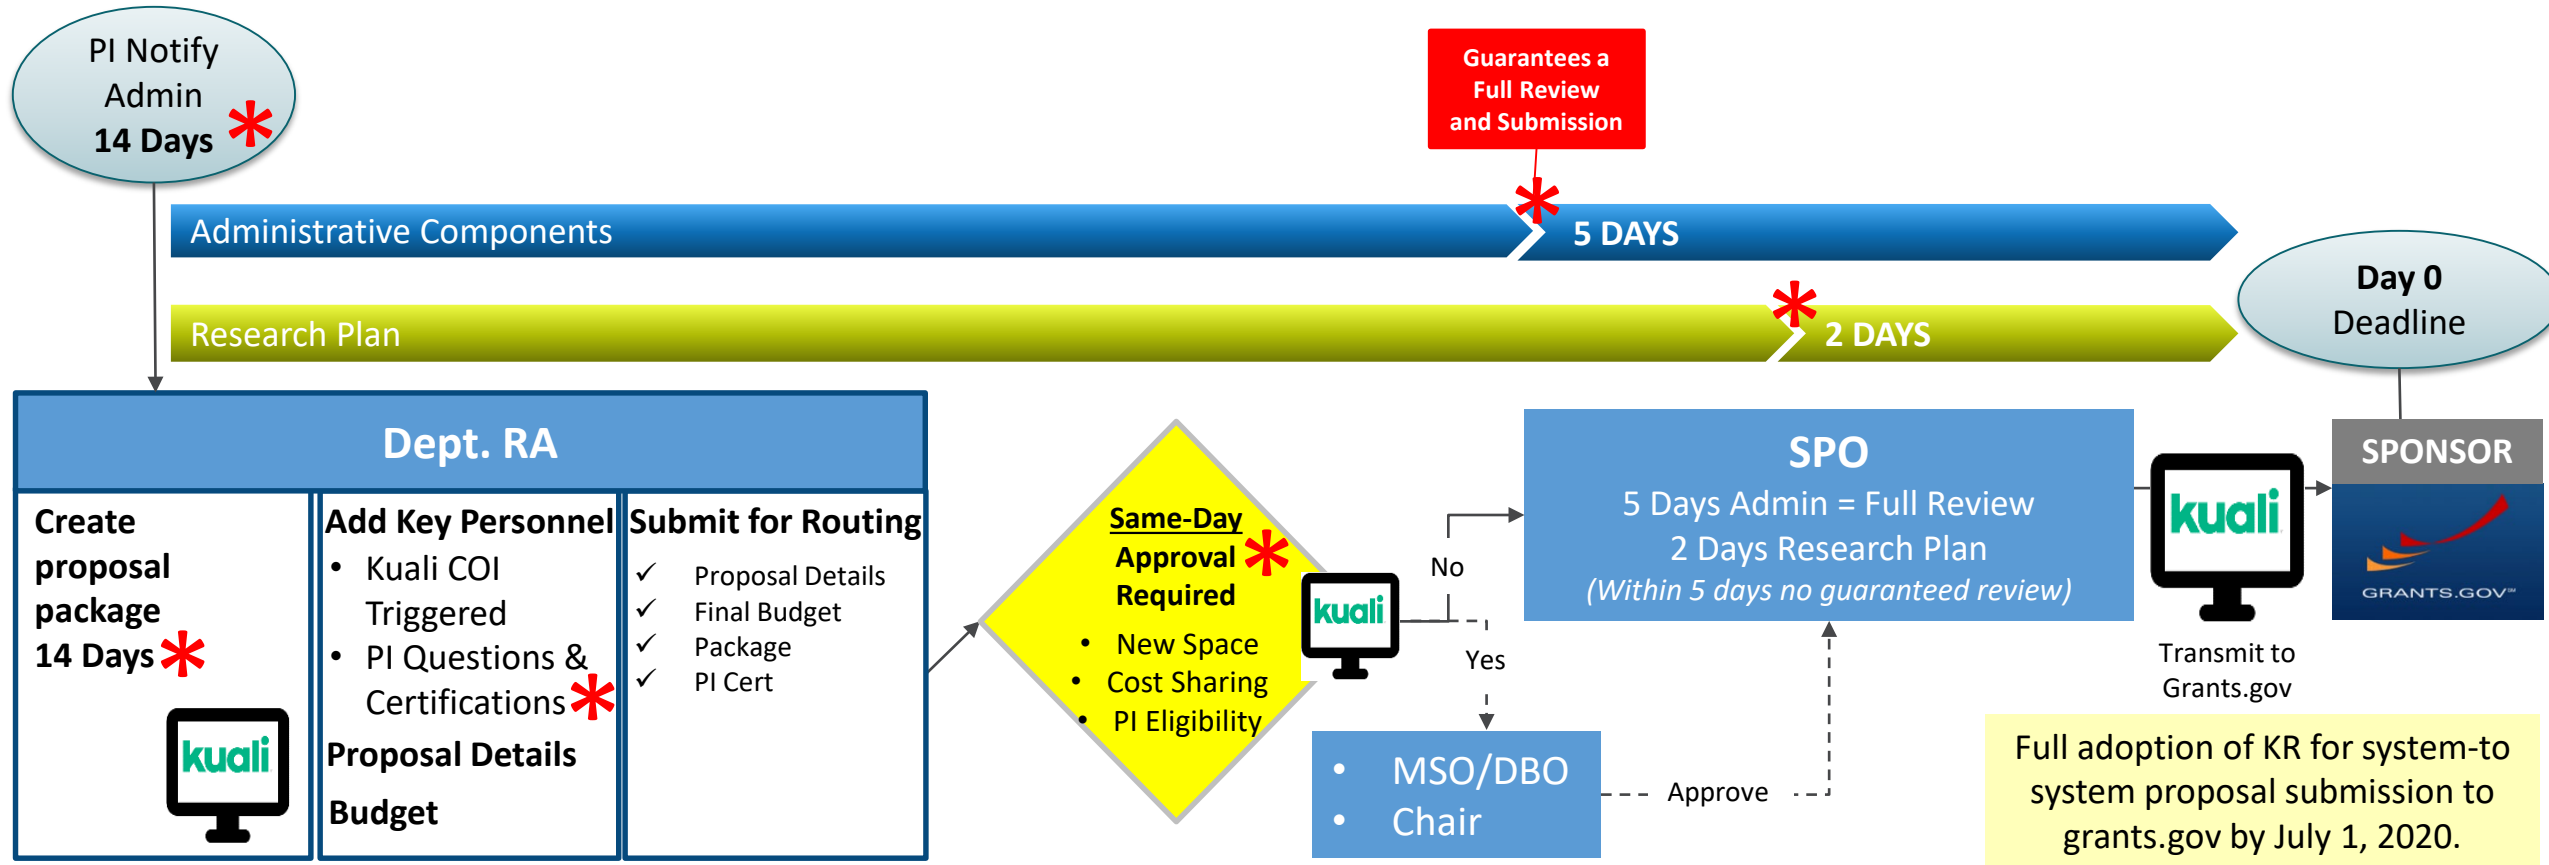 PI Notify
Admin
14 Days *
Guarantees a
Full Review
and Submission
*
Administrative Components
5 DAYS
*
Research Plan
2 DAYS
Day 0
Deadline
Dept. RA
Create
proposal
package
14 Days *
kuali
Add Key Personnel
• Kuali COI
Triggered
• PI Questions &
Certifications *
Proposal Details
Budget
Submit for Routing
✓ Proposal Details
✓ Final Budget
✓ Package
✓ PI Cert
Same-Day
Approval *
Required
• New Space
• Cost Sharing
• PI Eligibility
kuali
No
Yes
• MSO/DBO
• Chair
Approve
SPO
5 Days Admin = Full Review
2 Days Research Plan
(Within 5 days no guaranteed review)
kuali
Transmit to
Grants.gov
SPONSOR
GRANTS.GOV℠
Full adoption of KR for system-to
system proposal submission to
grants.gov by July 1, 2020.